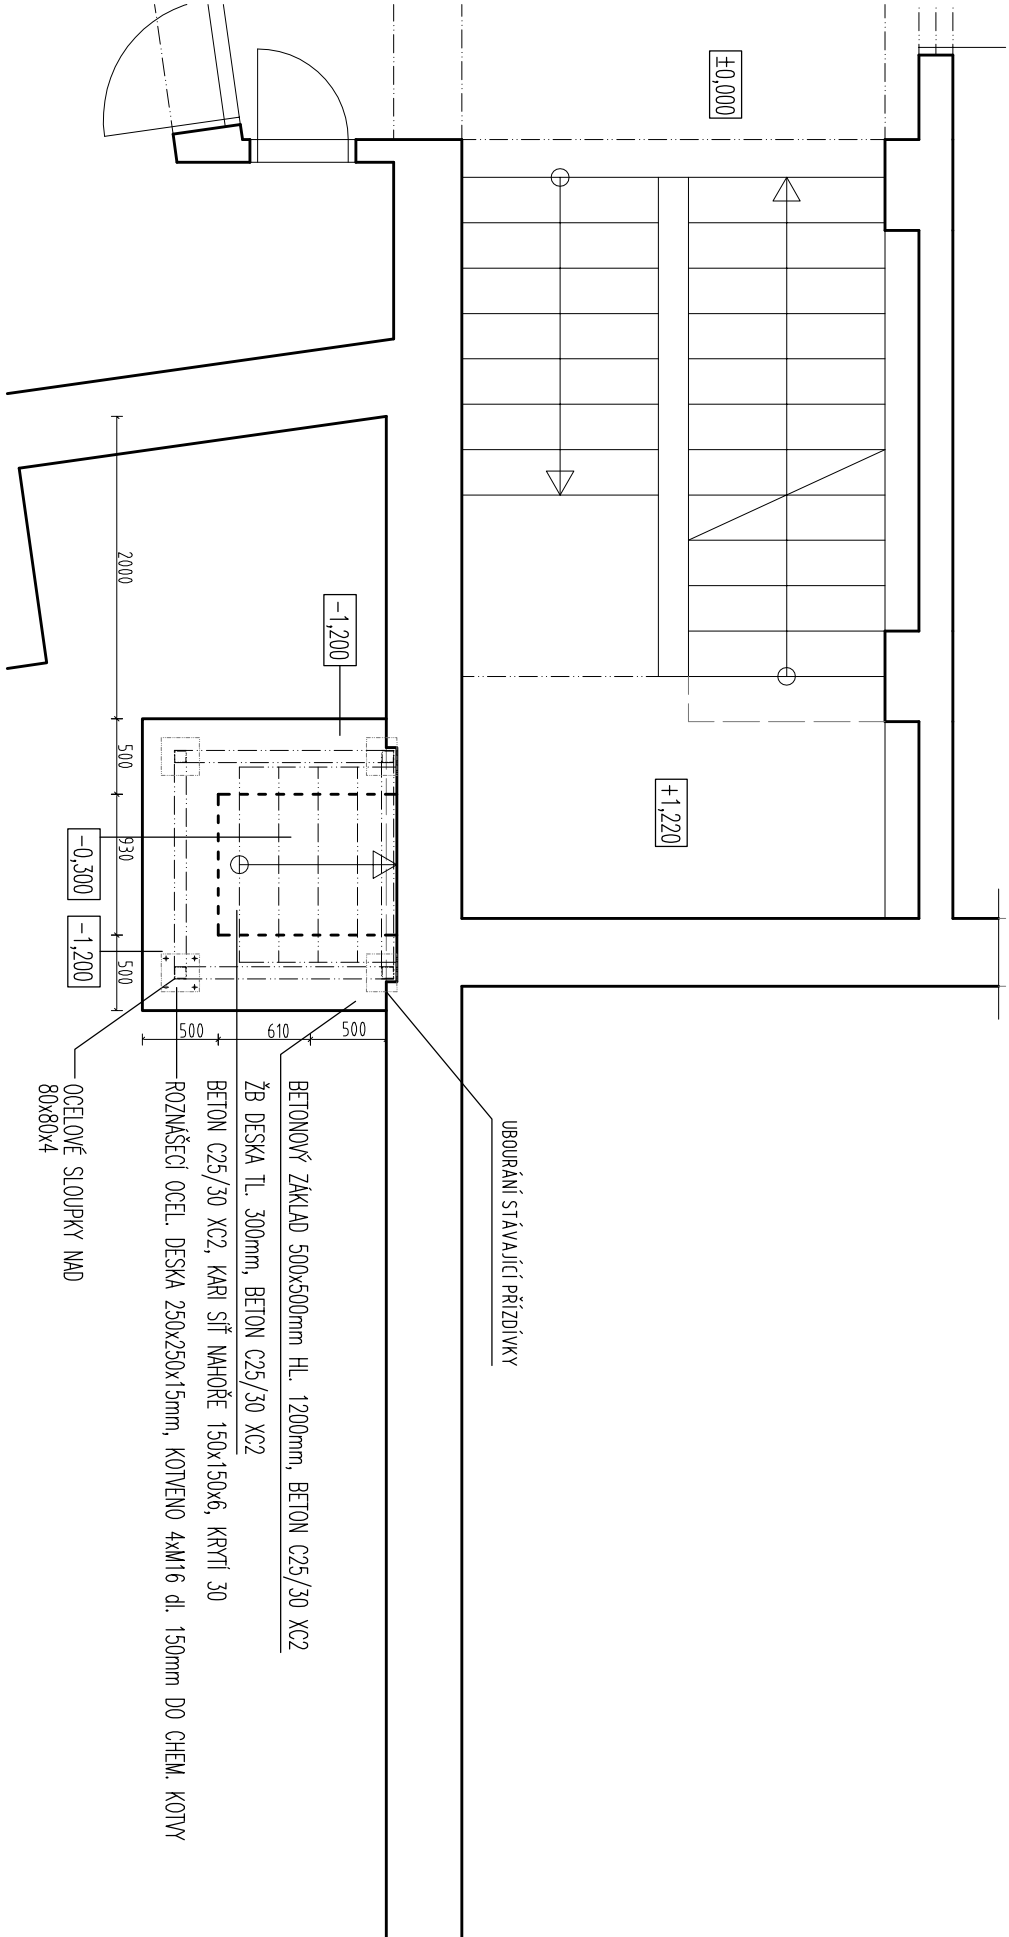 ±0,000
+1,220
-1,200
2000
500
930
500
-0,300
-1,200
500
610
500
UBOURÁNÍ STÁVAJÍCÍ PŘÍZDÍVKY
BETONOVÝ ZÁKLAD 500x500mm HL. 1200mm, BETON C25/30 XC2
ŽB DESKA TL. 300mm, BETON C25/30 XC2
BETON C25/30 XC2, KARI SÍŤ NAHOŘE 150x150x6, KRYTÍ 30
ROZNÁŠECÍ OCEL. DESKA 250x250x15mm, KOTVENO 4xM16 dl. 150mm DO CHEM. KOTVY
OCELOVÉ SLOUPKY NAD
80x80x4